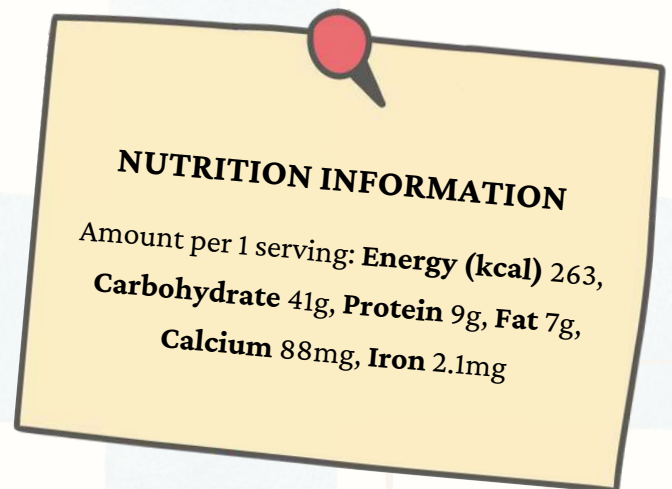 NUTRITION INFORMATION
Amount per 1 serving: Energy (kcal) 263,
Carbohydrate 41g, Protein 9g, Fat 7g,
Calcium 88mg, Iron 2.1mg